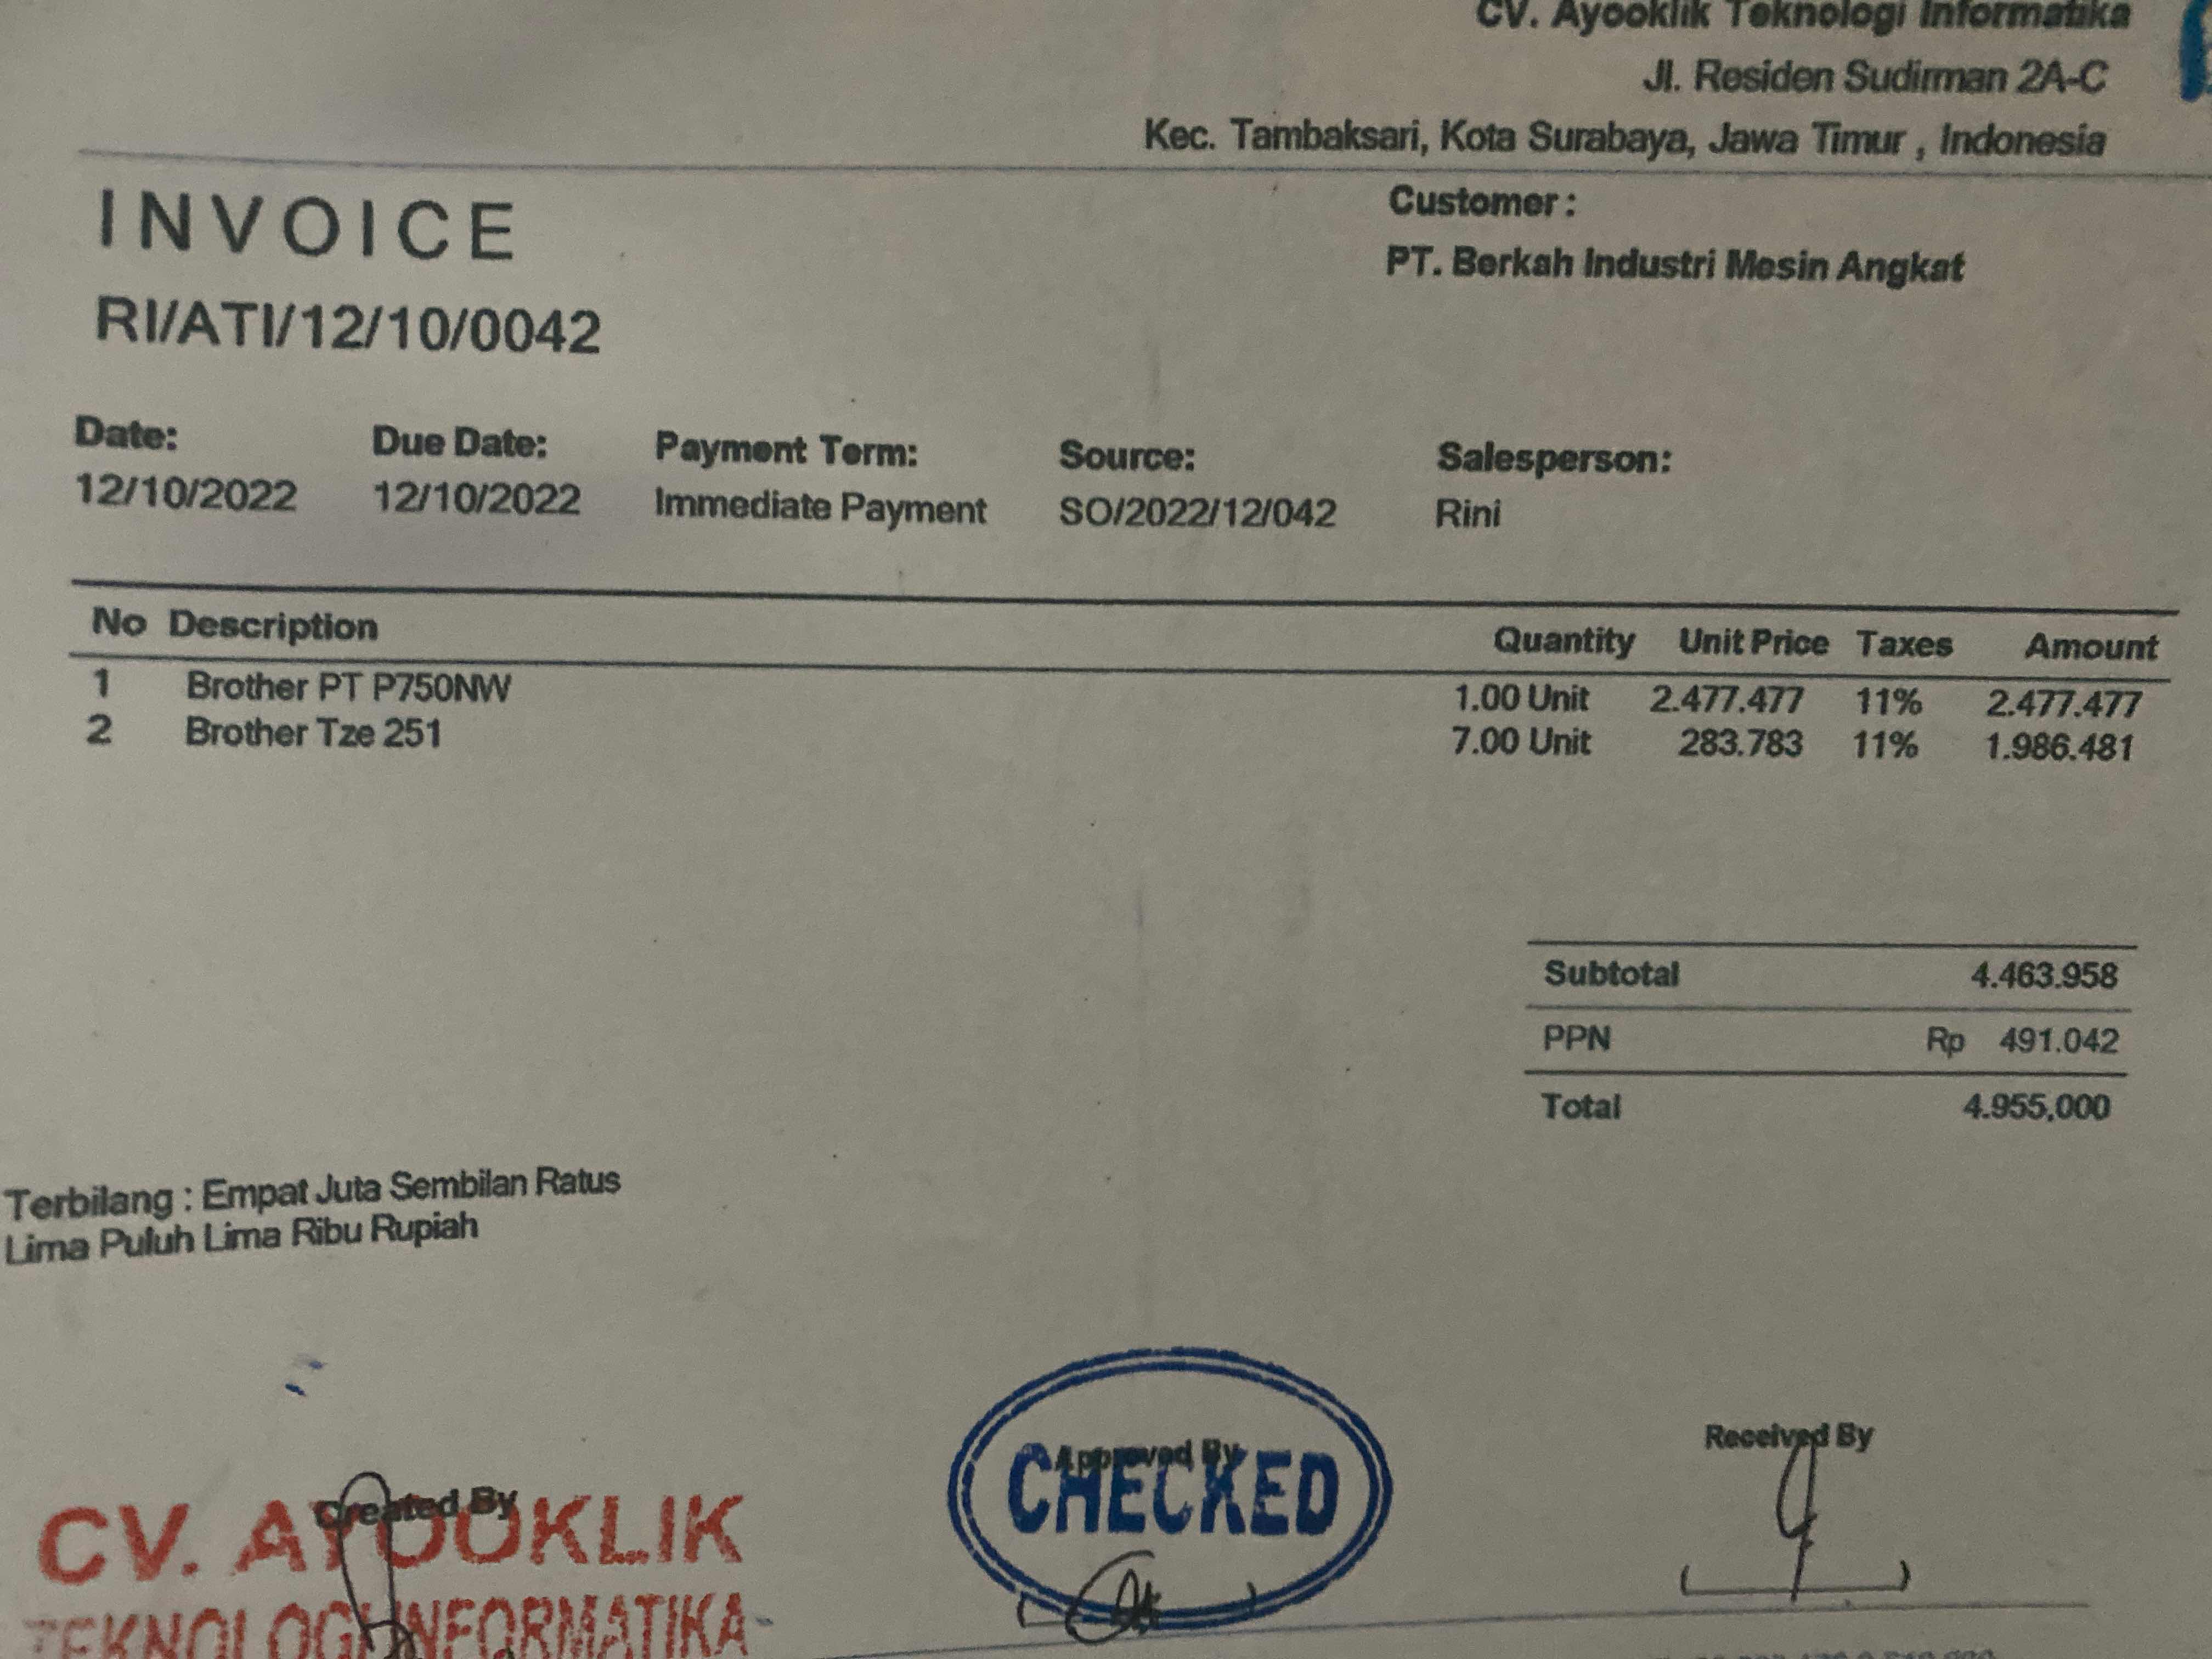 CV. Ayooklik Teknologi Informatika
Jl. Residen Sudirman 2A-C
Kec. Tambaksari, Kota Surabaya, Jawa Timur , Indonesia
INVOICE
RI/ATI/12/10/0042
Customer :
PT. Berkah Industri Mesin Angkat
Date: Due Date: Payment Term: Source: Salesperson:
12/10/2022 12/10/2022 Immediate Payment SO/2022/12/042 Rini
No Description Quantity Unit Price Taxes Amount
1 Brother PT P750NW 1.00 Unit 2.477.477 11% 2.477.477
2 Brother Tze 251 7.00 Unit 283.783 11% 1.986.481
Subtotal 4.463.958
PPN Rp 491.042
Total 4.955,000
Terbilang : Empat Juta Sembilan Ratus
Lima Puluh Lima Ribu Rupiah
Created By Approved By Received By
CV. AYOOKLIK
TEKNOLOGI INFORMATIKA
CHECKED